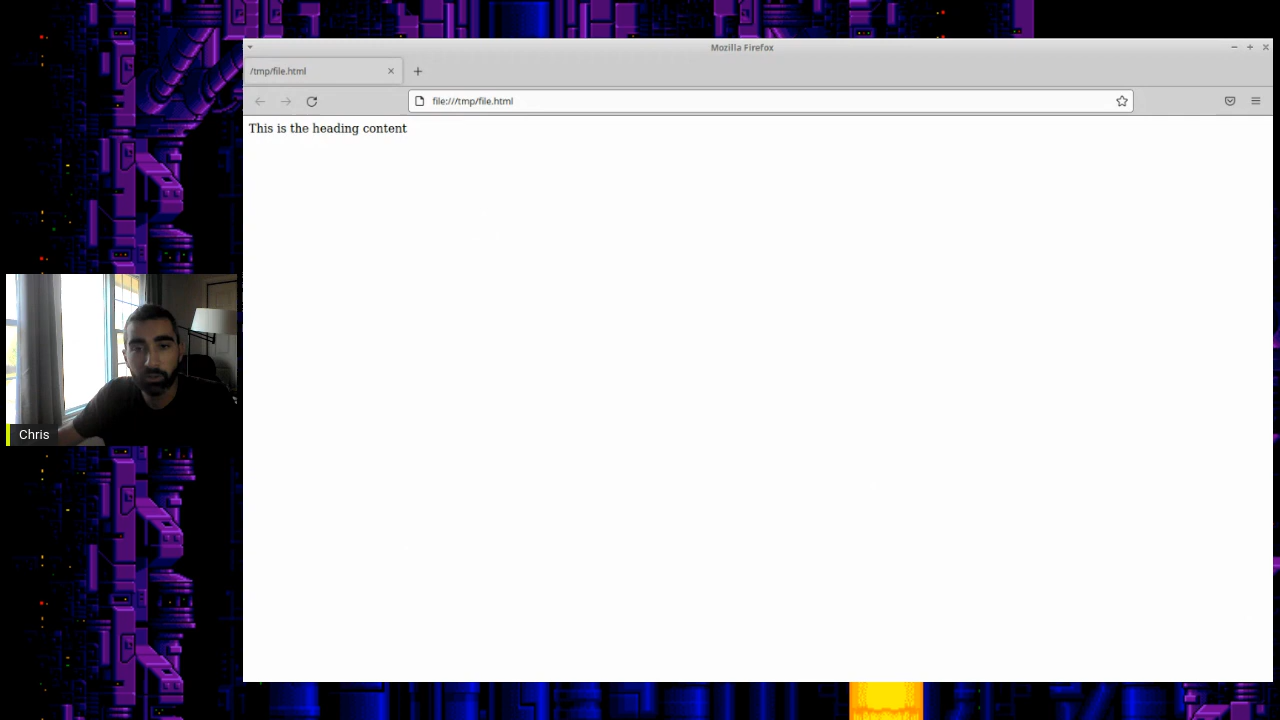 Mozilla Firefox
/tmp/file.html
file:///tmp/file.html
This is the heading content
Chris